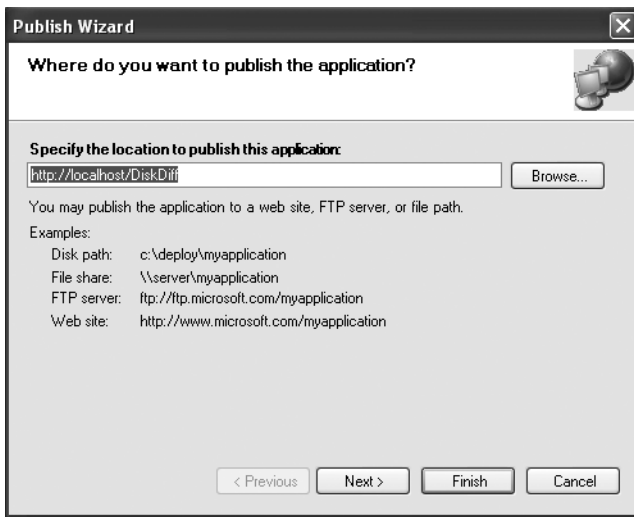 Publish Wizard
Where do you want to publish the application?
Specify the location to publish this application:
http://localhost/DiskDiff
Browse...
You may publish the application to a web site, FTP server, or file path.
Examples:
Disk path: c:\deploy\myapplication
File share: \\server\myapplication
FTP server: ftp://ftp.microsoft.com/myapplication
Web site: http://www.microsoft.com/myapplication
< Previous Next > Finish Cancel